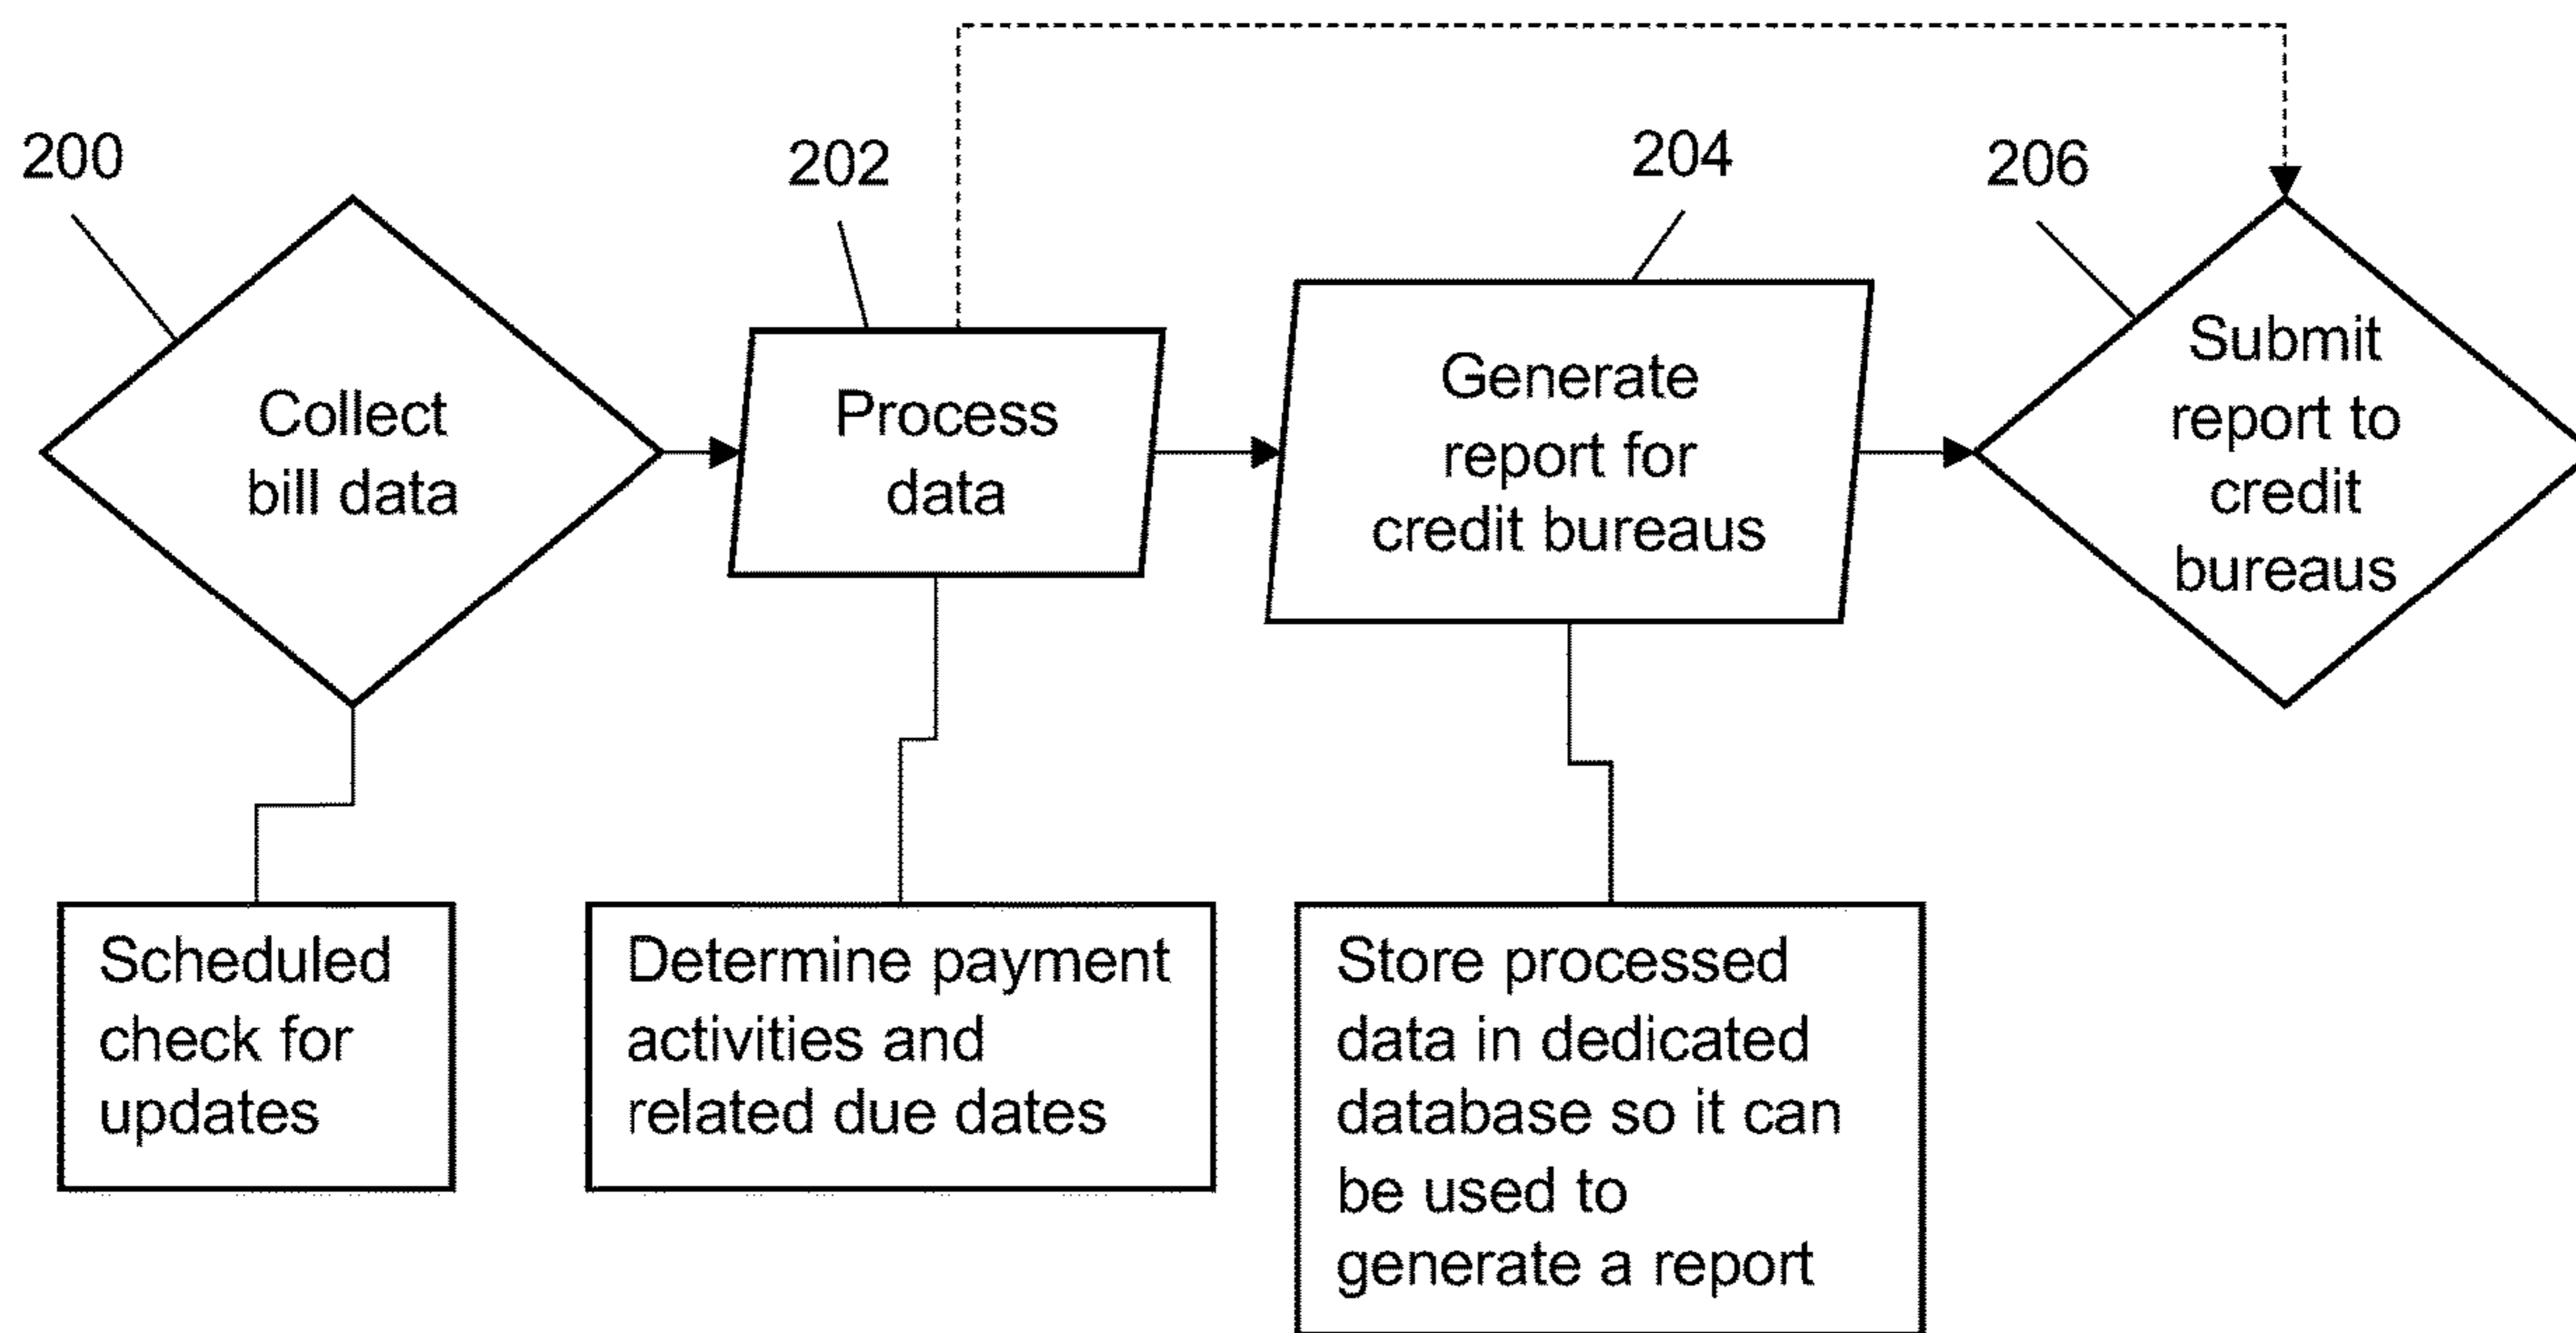 200
202
204
206
Collect
bill data
Process
data
Generate
report for
credit bureaus
Submit
report to
credit
bureaus
Scheduled
check for
updates
Determine payment
activities and
related due dates
Store processed
data in dedicated
database so it can
be used to
generate a report